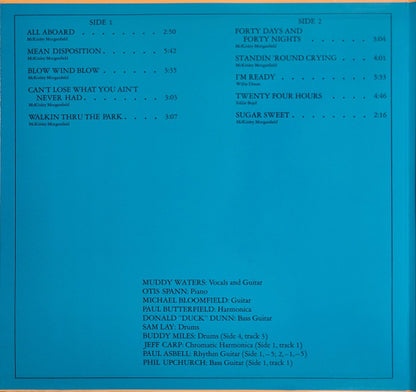 SIDE 1
ALL ABOARD . . . . . . . . 2:50
McKinley Morganfield
MEAN DISPOSITION . . . . . 5:42
McKinley Morganfield
BLOW WIND BLOW . . . . . 3:35
McKinley Morganfield
CAN'T LOSE WHAT YOU AIN'T
NEVER HAD . . . . . . . . 3:03
McKinley Morganfield
WALKIN THRU THE PARK . . . . 3:07
McKinley Morganfield
SIDE 2
FORTY DAYS AND
FORTY NIGHTS . . . . . . 3:04
McKinley Morganfield
STANDIN 'ROUND CRYING . . . 4:01
McKinley Morganfield
I'M READY . . . . . . . . . 3:33
Willie Dixon
TWENTY FOUR HOURS . . . . 4:46
Eddie Boyd
SUGAR SWEET . . . . . . . . 2:16
McKinley Morganfield
MUDDY WATERS: Vocals and Guitar
OTIS SPANN: Piano
MICHAEL BLOOMFIELD: Guitar
PAUL BUTTERFIELD: Harmonica
DONALD "DUCK" DUNN: Bass Guitar
SAM LAY: Drums
BUDDY MILES: Drums (Side 4, track 3)
JEFF CARP: Chromatic Harmonica (Side 1, track 1)
PAUL ASBELL: Rhythm Guitar (Side 1, –5; 2, –1, –5)
PHIL UPCHURCH: Bass Guitar (Side 1, track 1)